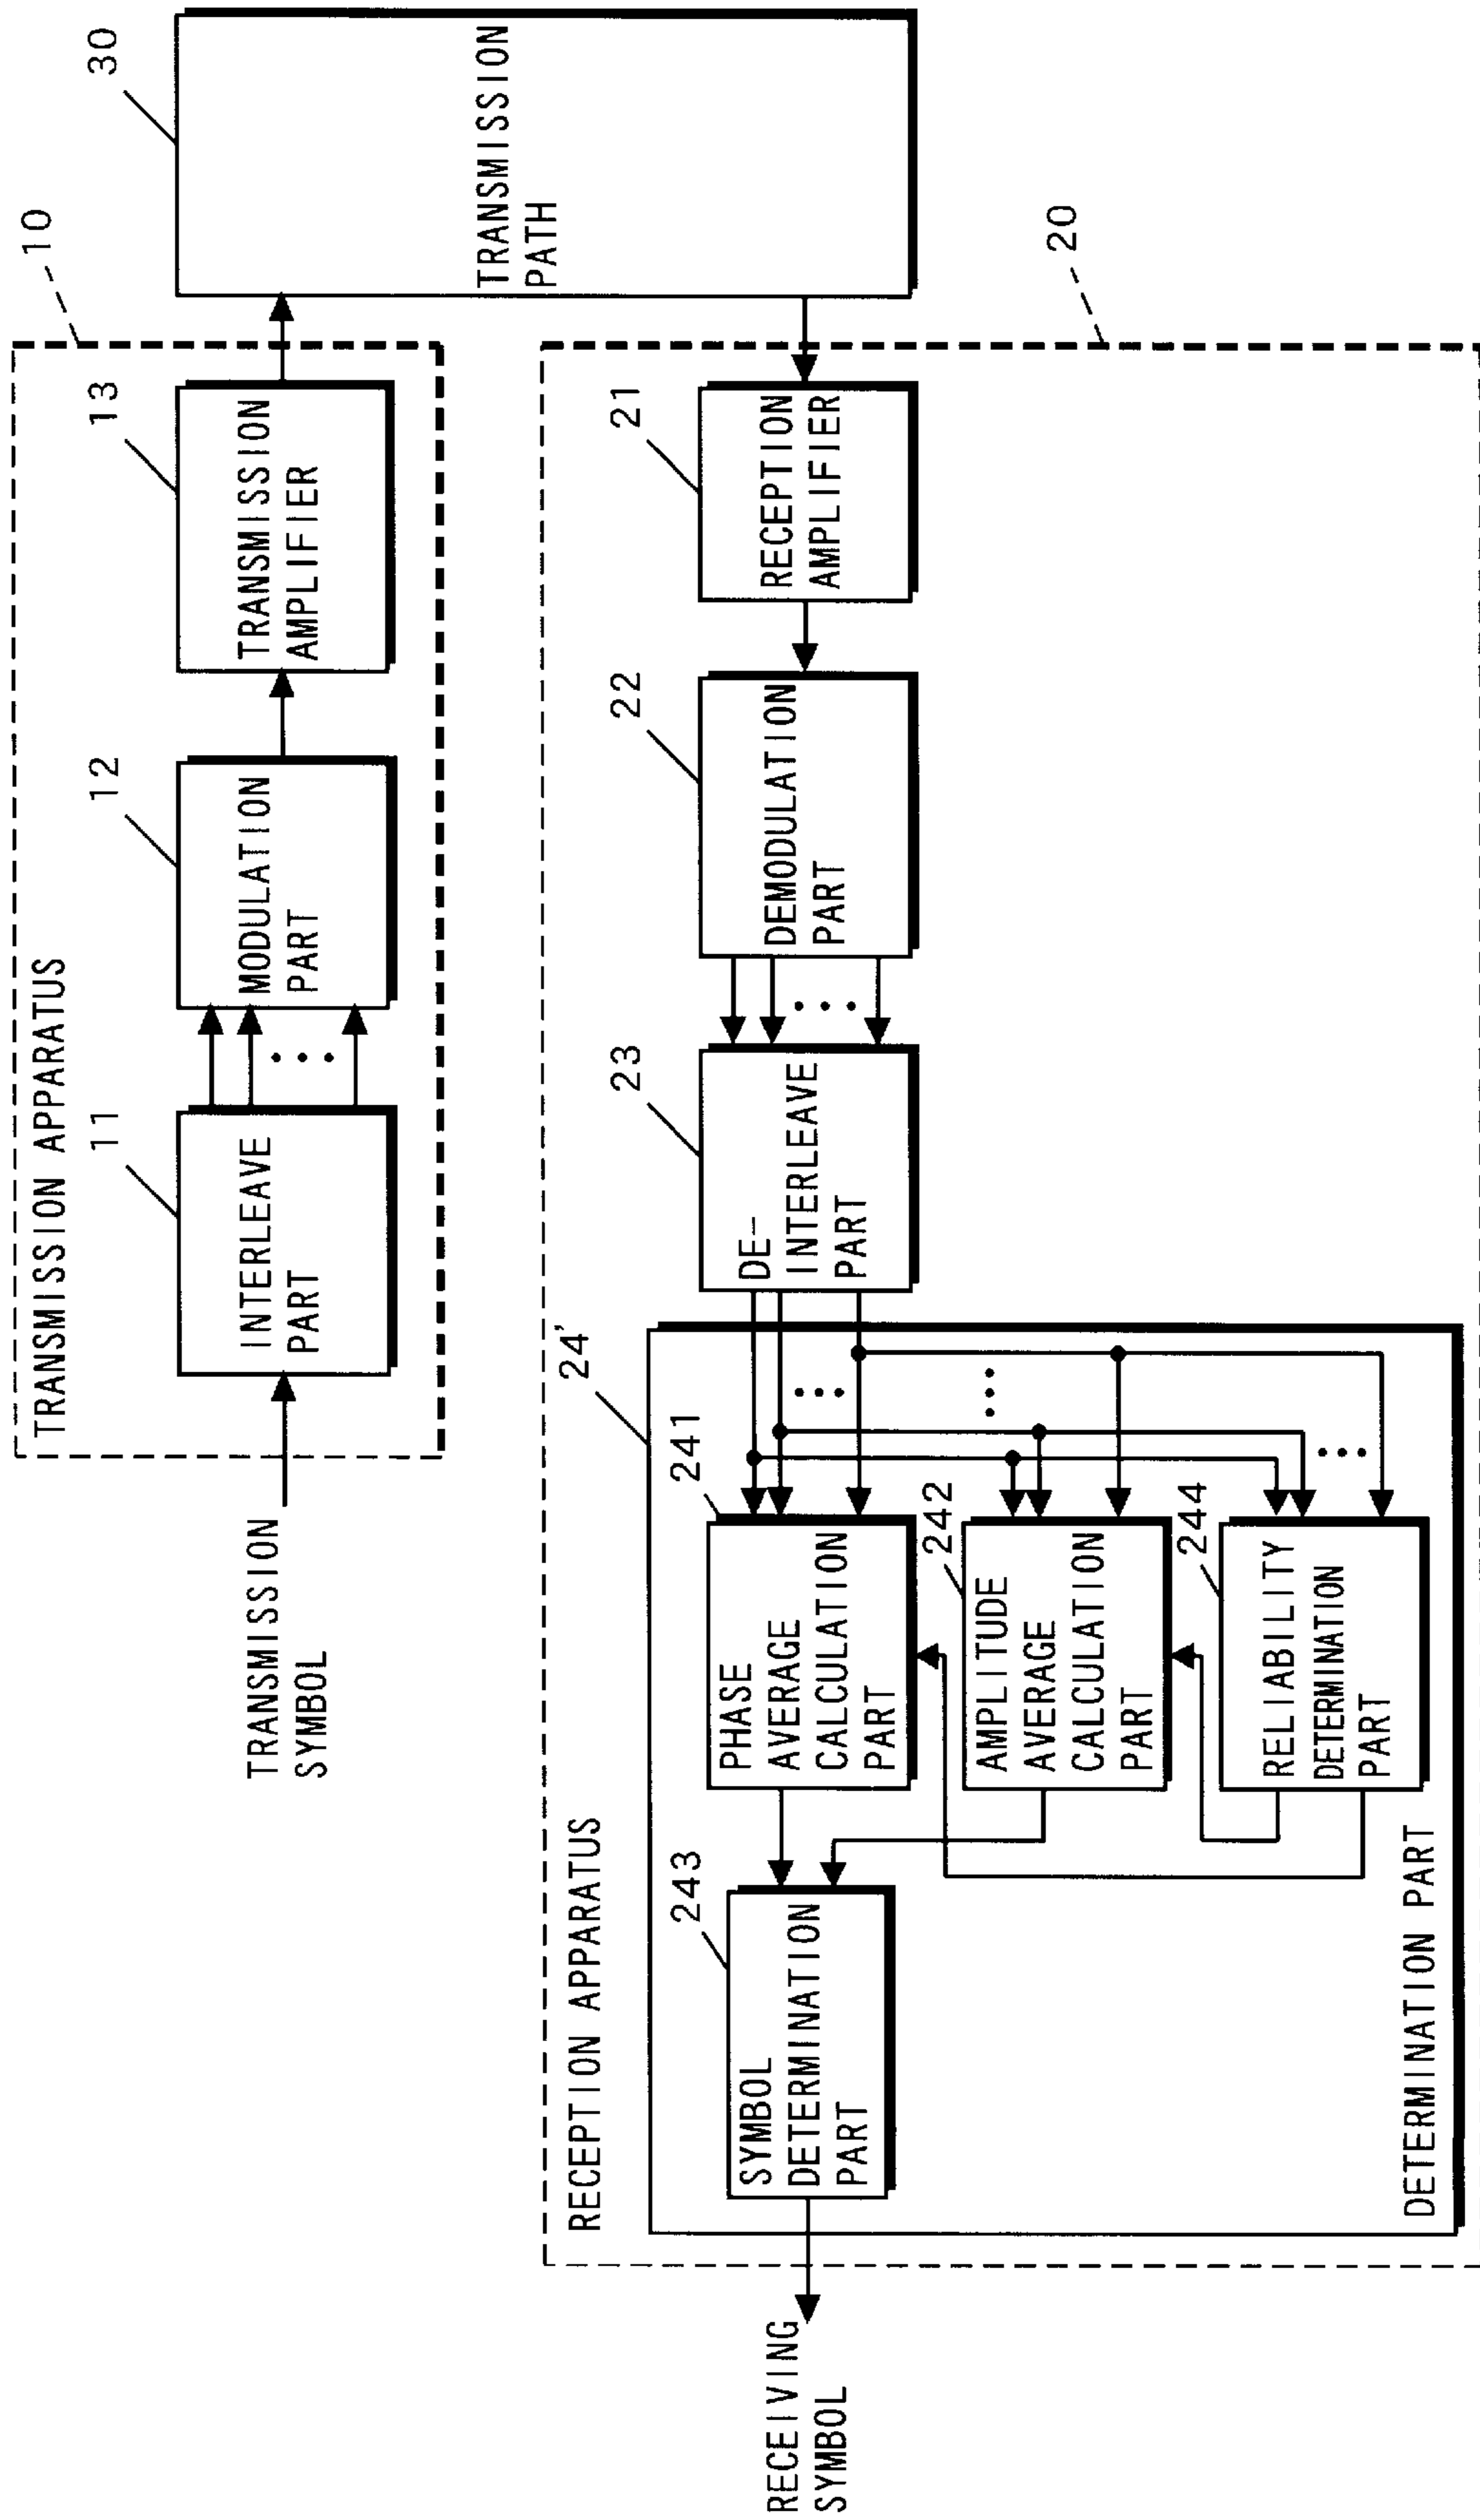 TRANSMISSION APPARATUS
10
TRANSMISSION
SYMBOL
11
INTERLEAVE
PART
12
MODULATION
PART
13
TRANSMISSION
AMPLIFIER
30
TRANSMISSION
PATH
RECEPTION APPARATUS
20
21
RECEPTION
AMPLIFIER
22
DEMODULATION
PART
23
DE-
INTERLEAVE
PART
24'
241
PHASE
AVERAGE
CALCULATION
PART
242
AMPLITUDE
AVERAGE
CALCULATION
PART
244
RELIABILITY
DETERMINATION
PART
243
SYMBOL
DETERMINATION
PART
DETERMINATION PART
RECEIVING
SYMBOL